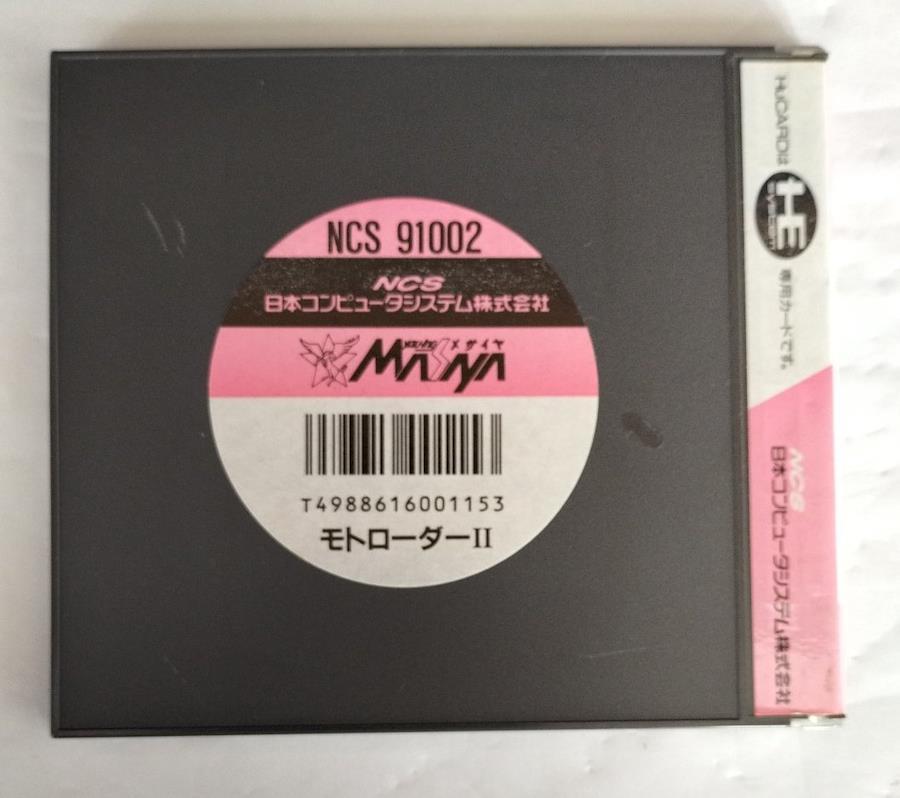 NCS 91002
NCS
日本コンピュータシステム株式会社
メサイヤ
MASAYA
T4988616001153
モトローダーII
HuCARDは
HE
system
専用カードです。
NCS
日本コンピュータシステム株式会社